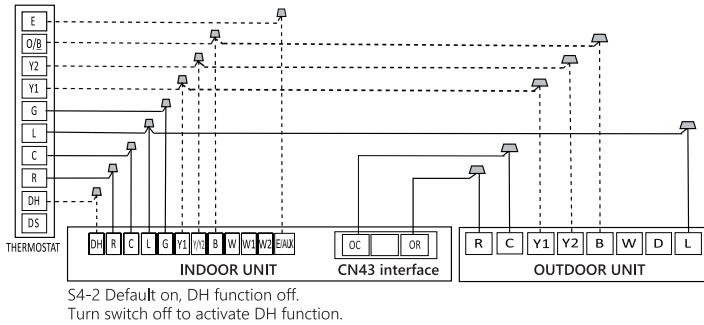 E
O/B
Y2
Y1
G
L
C
R
DH
DS
THERMOSTAT
DH R C L G Y1 Y/Y2 B W W1 W2 E/AUX
INDOOR UNIT
OC OR
CN43 interface
R C Y1 Y2 B W D L
OUTDOOR UNIT
S4-2 Default on, DH function off.
Turn switch off to activate DH function.